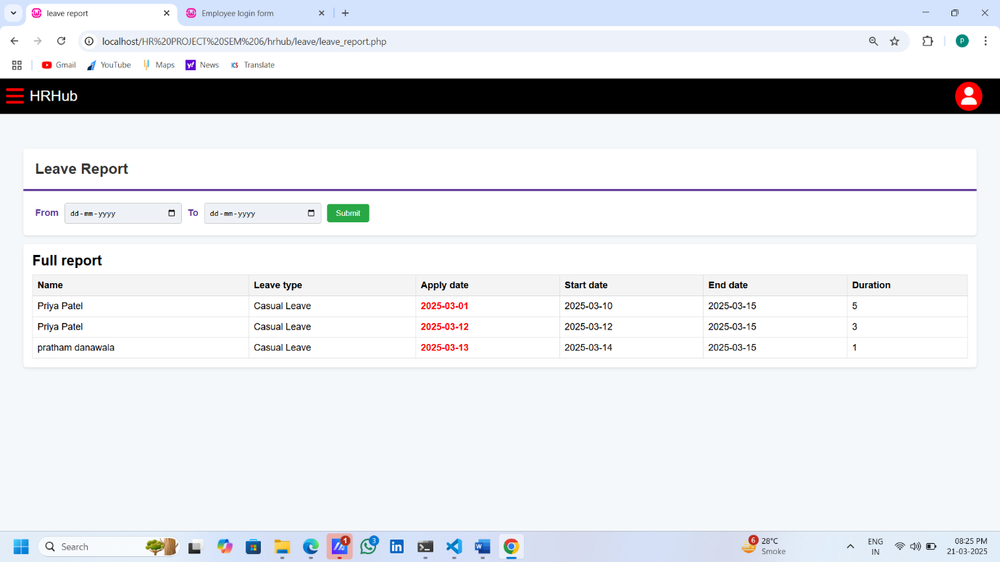 leave report
Employee login form
localhost/HR%20PROJECT%20SEM%206/hrhub/leave/leave_report.php
P
Gmail
YouTube
Maps
y!
News
ICS
Translate
HRHub
Leave Report
From dd-mm-yyyy To dd-mm-yyyy Submit
Full report
Name Leave type Apply date Start date End date Duration
Priya Patel Casual Leave 2025-03-01 2025-03-10 2025-03-15 5
Priya Patel Casual Leave 2025-03-12 2025-03-12 2025-03-15 3
pratham danawala Casual Leave 2025-03-13 2025-03-14 2025-03-15 1
Search
1
3
in
W
6
28°C
Smoke
ENG
IN
08:25 PM
21-03-2025